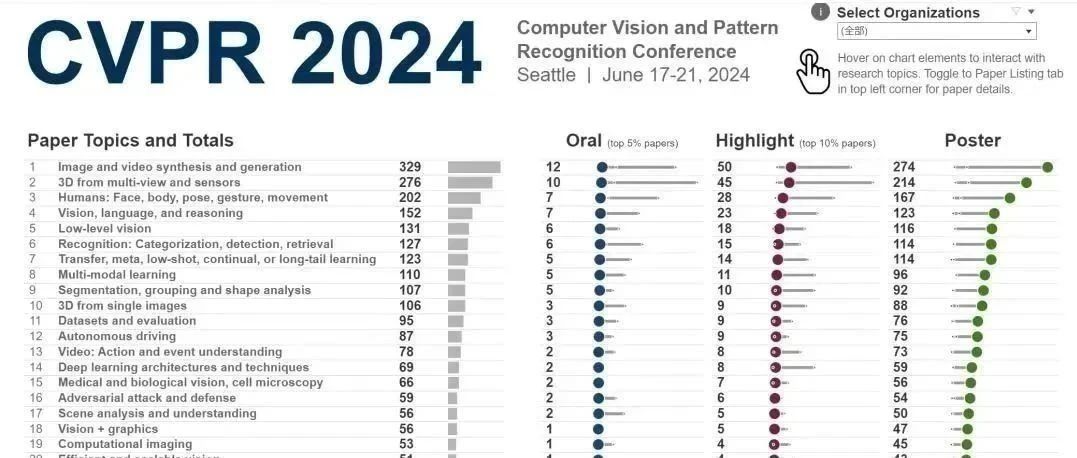 CVPR 2024
Computer Vision and Pattern
Recognition Conference
Seattle | June 17-21, 2024
i Select Organizations
(全部)
Hover on chart elements to interact with
research topics. Toggle to Paper Listing tab
in top left corner for paper details.
Paper Topics and Totals Oral (top 5% papers) Highlight (top 10% papers) Poster
1 Image and video synthesis and generation 329 12 50 274
2 3D from multi-view and sensors 276 10 45 214
3 Humans: Face, body, pose, gesture, movement 202 7 28 167
4 Vision, language, and reasoning 152 7 23 123
5 Low-level vision 131 6 18 116
6 Recognition: Categorization, detection, retrieval 127 6 15 114
7 Transfer, meta, low-shot, continual, or long-tail learning 123 5 14 114
8 Multi-modal learning 110 5 11 96
9 Segmentation, grouping and shape analysis 107 5 10 92
10 3D from single images 106 3 9 88
11 Datasets and evaluation 95 3 9 76
12 Autonomous driving 87 3 9 75
13 Video: Action and event understanding 78 2 8 73
14 Deep learning architectures and techniques 69 2 8 59
15 Medical and biological vision, cell microscopy 66 2 7 56
16 Adversarial attack and defense 59 2 6 54
17 Scene analysis and understanding 56 2 5 50
18 Vision + graphics 56 1 5 47
19 Computational imaging 53 1 4 45